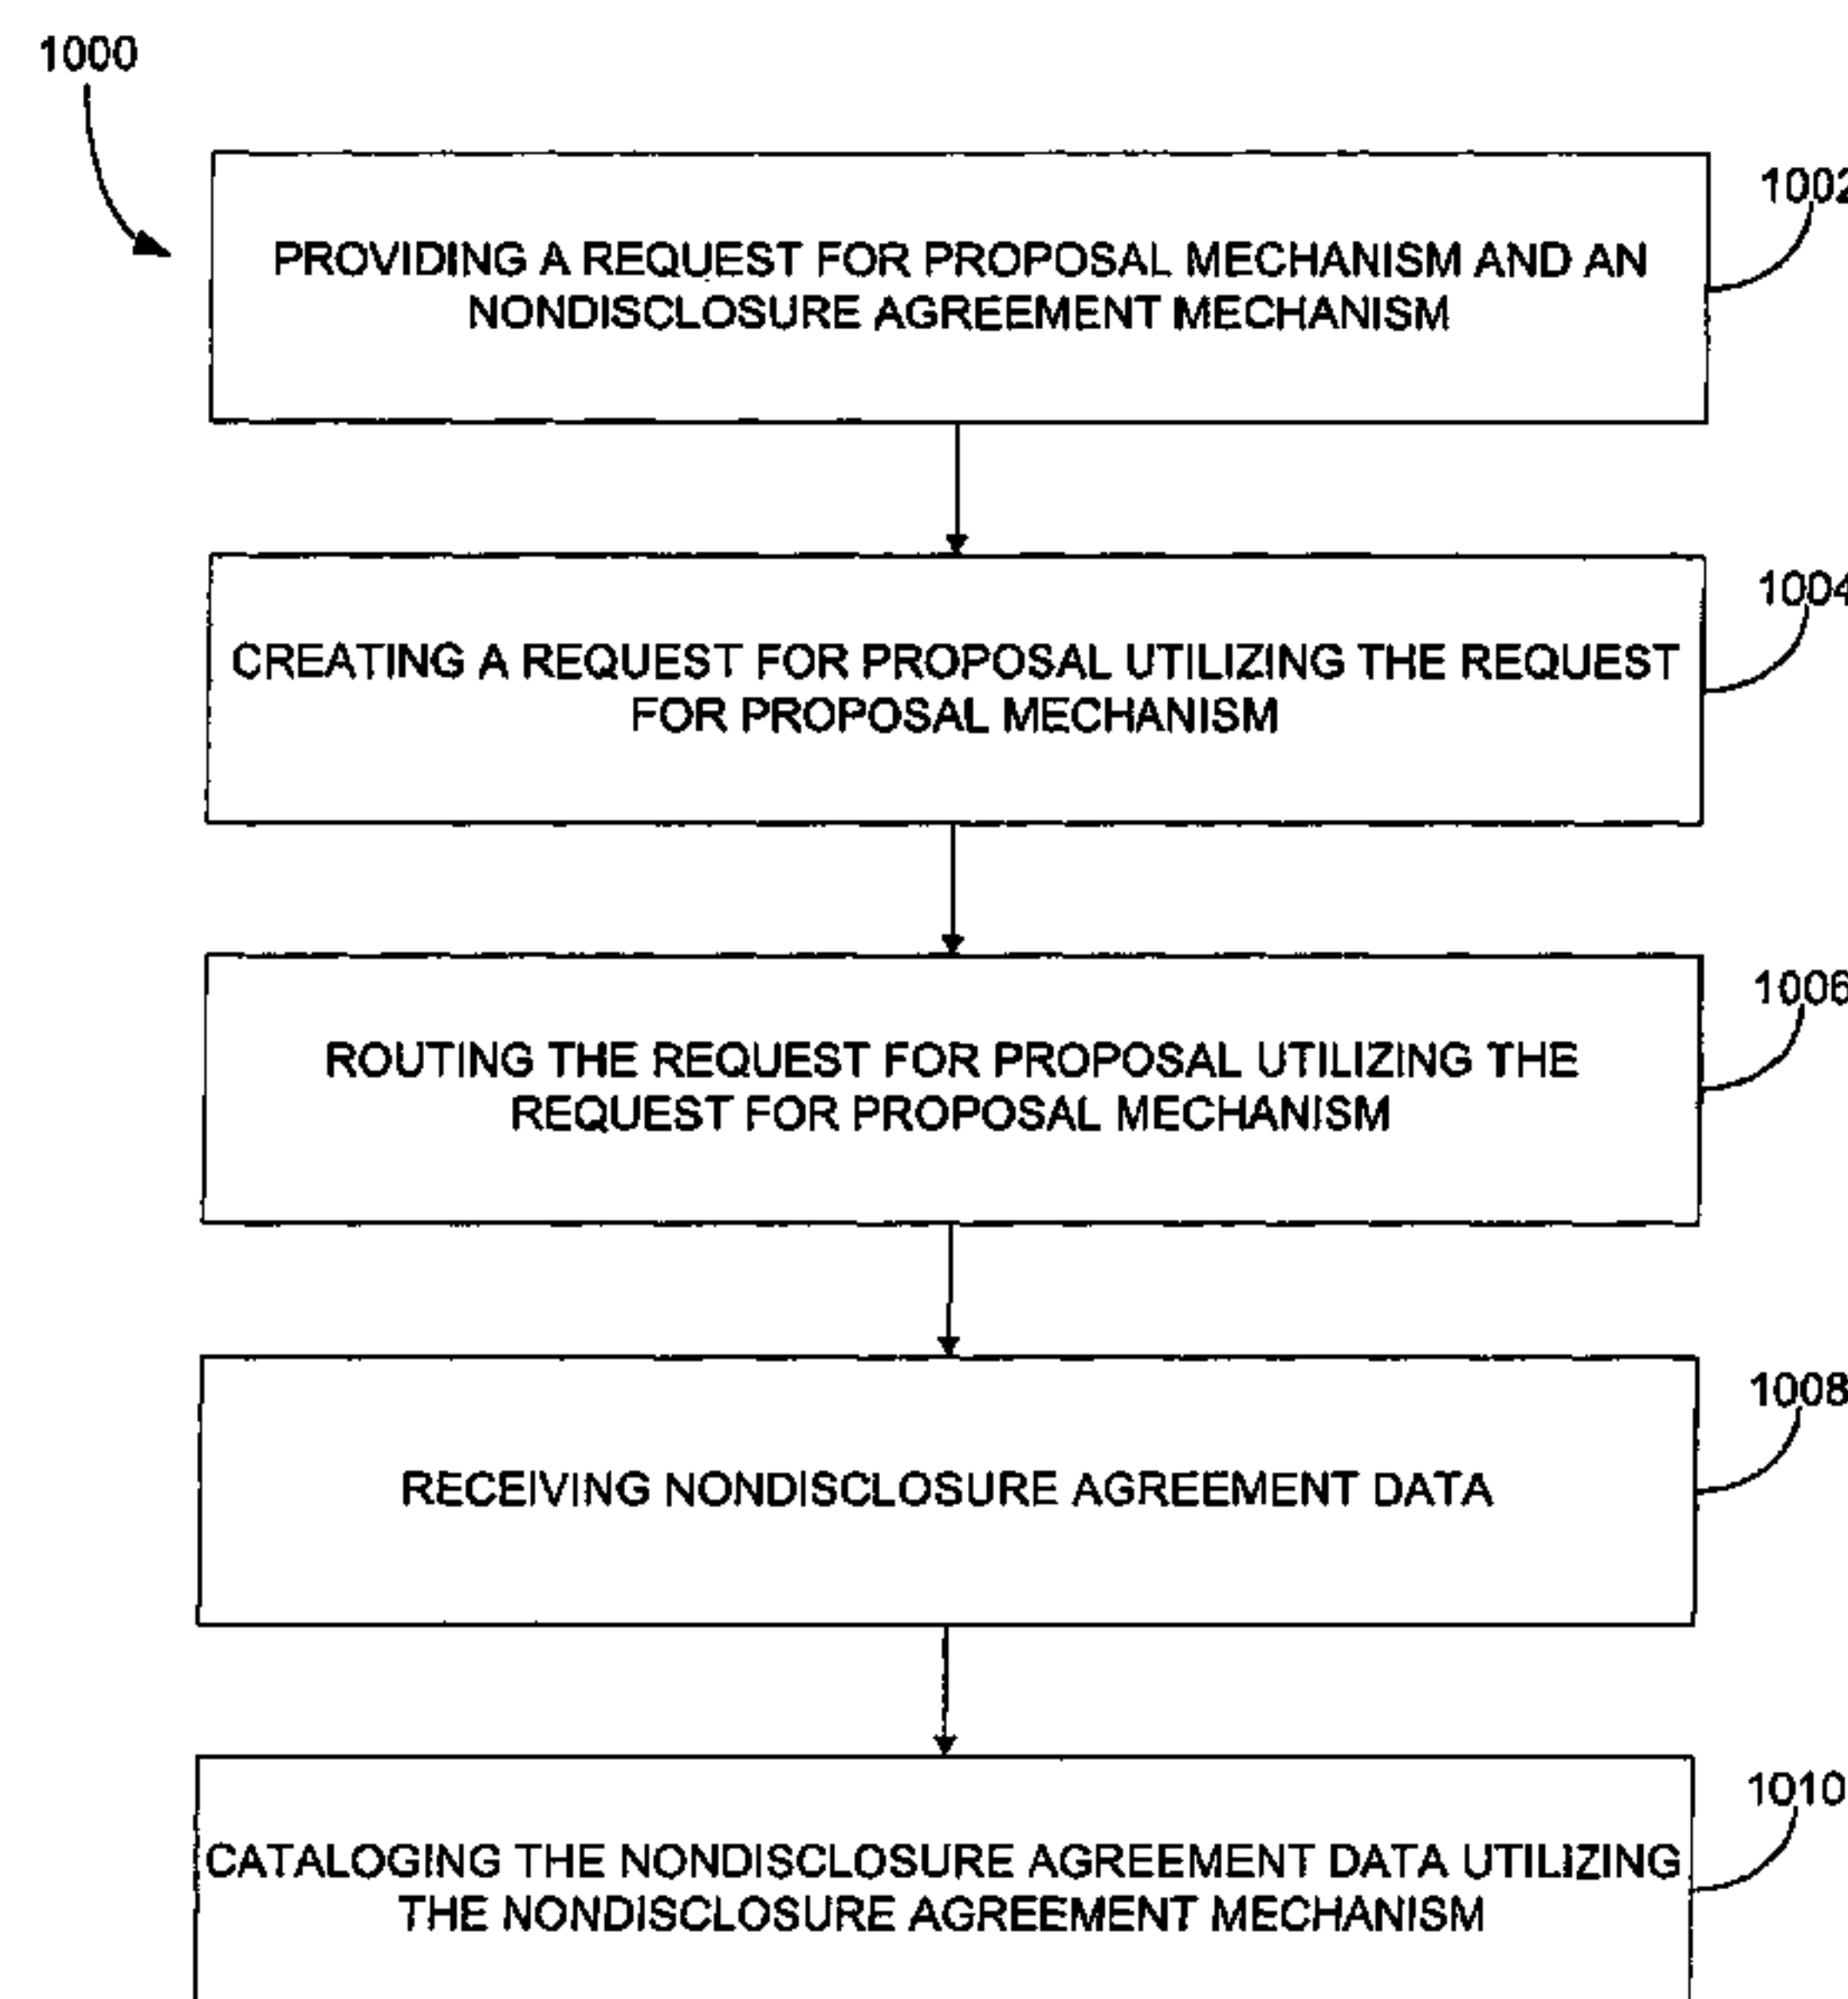 1000
1002
PROVIDING A REQUEST FOR PROPOSAL MECHANISM AND AN
NONDISCLOSURE AGREEMENT MECHANISM
1004
CREATING A REQUEST FOR PROPOSAL UTILIZING THE REQUEST
FOR PROPOSAL MECHANISM
1006
ROUTING THE REQUEST FOR PROPOSAL UTILIZING THE
REQUEST FOR PROPOSAL MECHANISM
1008
RECEIVING NONDISCLOSURE AGREEMENT DATA
1010
CATALOGING THE NONDISCLOSURE AGREEMENT DATA UTILIZING
THE NONDISCLOSURE AGREEMENT MECHANISM